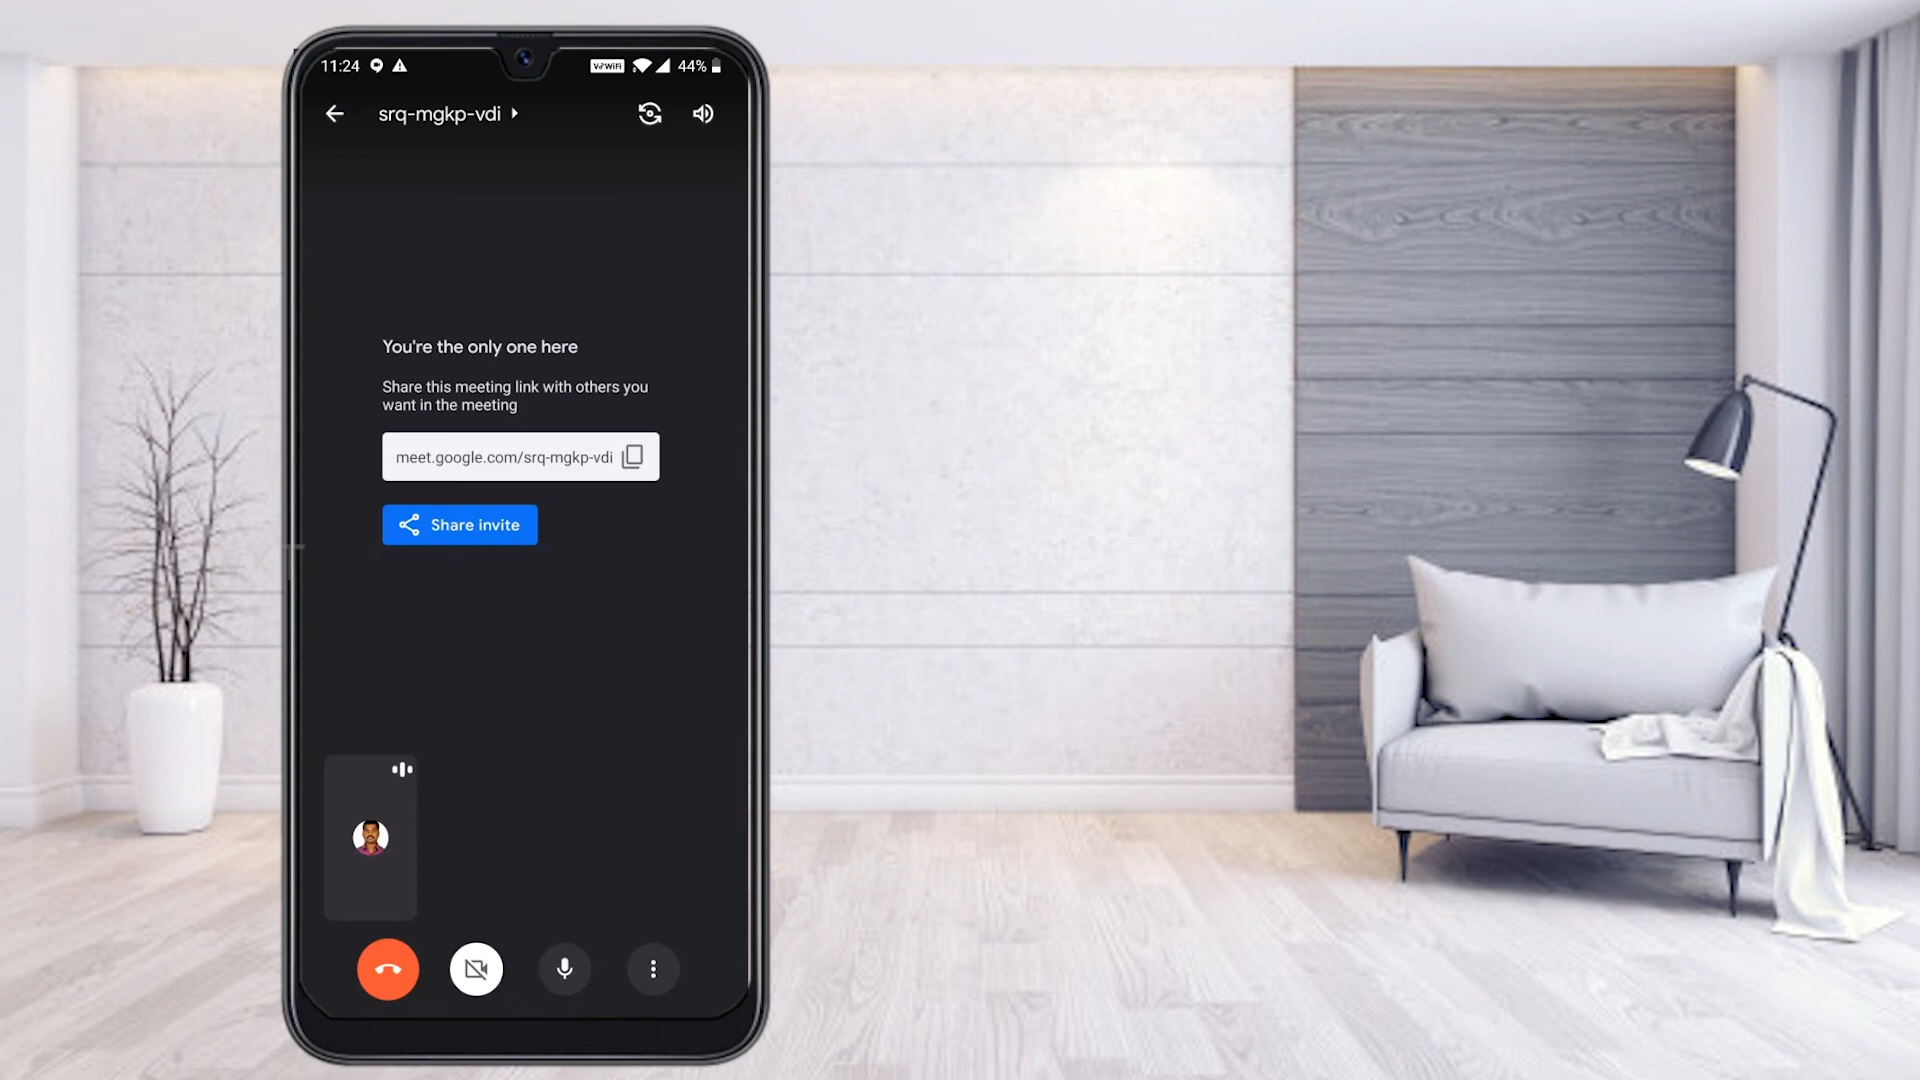 11:24 VoWiFi 44%
srq-mgkp-vdi
You're the only one here
Share this meeting link with others you
want in the meeting
meet.google.com/srq-mgkp-vdi
Share invite